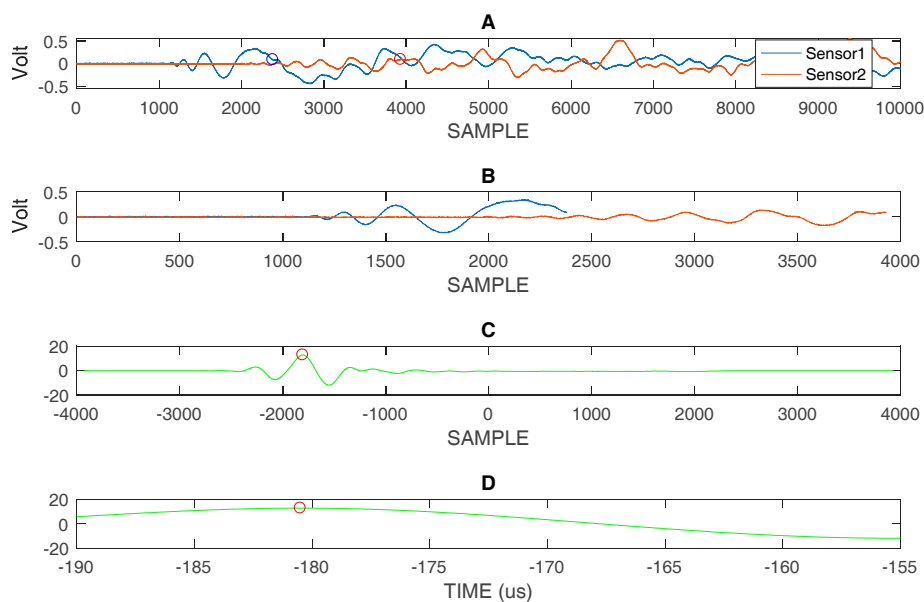 A
Volt
0.5
0
-0.5
Sensor1
Sensor2
0 1000 2000 3000 4000 5000 6000 7000 8000 9000 10000
SAMPLE
B
Volt
0.5
0
0.5
0 500 1000 1500 2000 2500 3000 3500 4000
SAMPLE
C
20
0
-20
-4000 -3000 -2000 -1000 0 1000 2000 3000 4000
SAMPLE
D
20
0
-20
-190 -185 -180 -175 -170 -165 -160 -155
TIME (us)